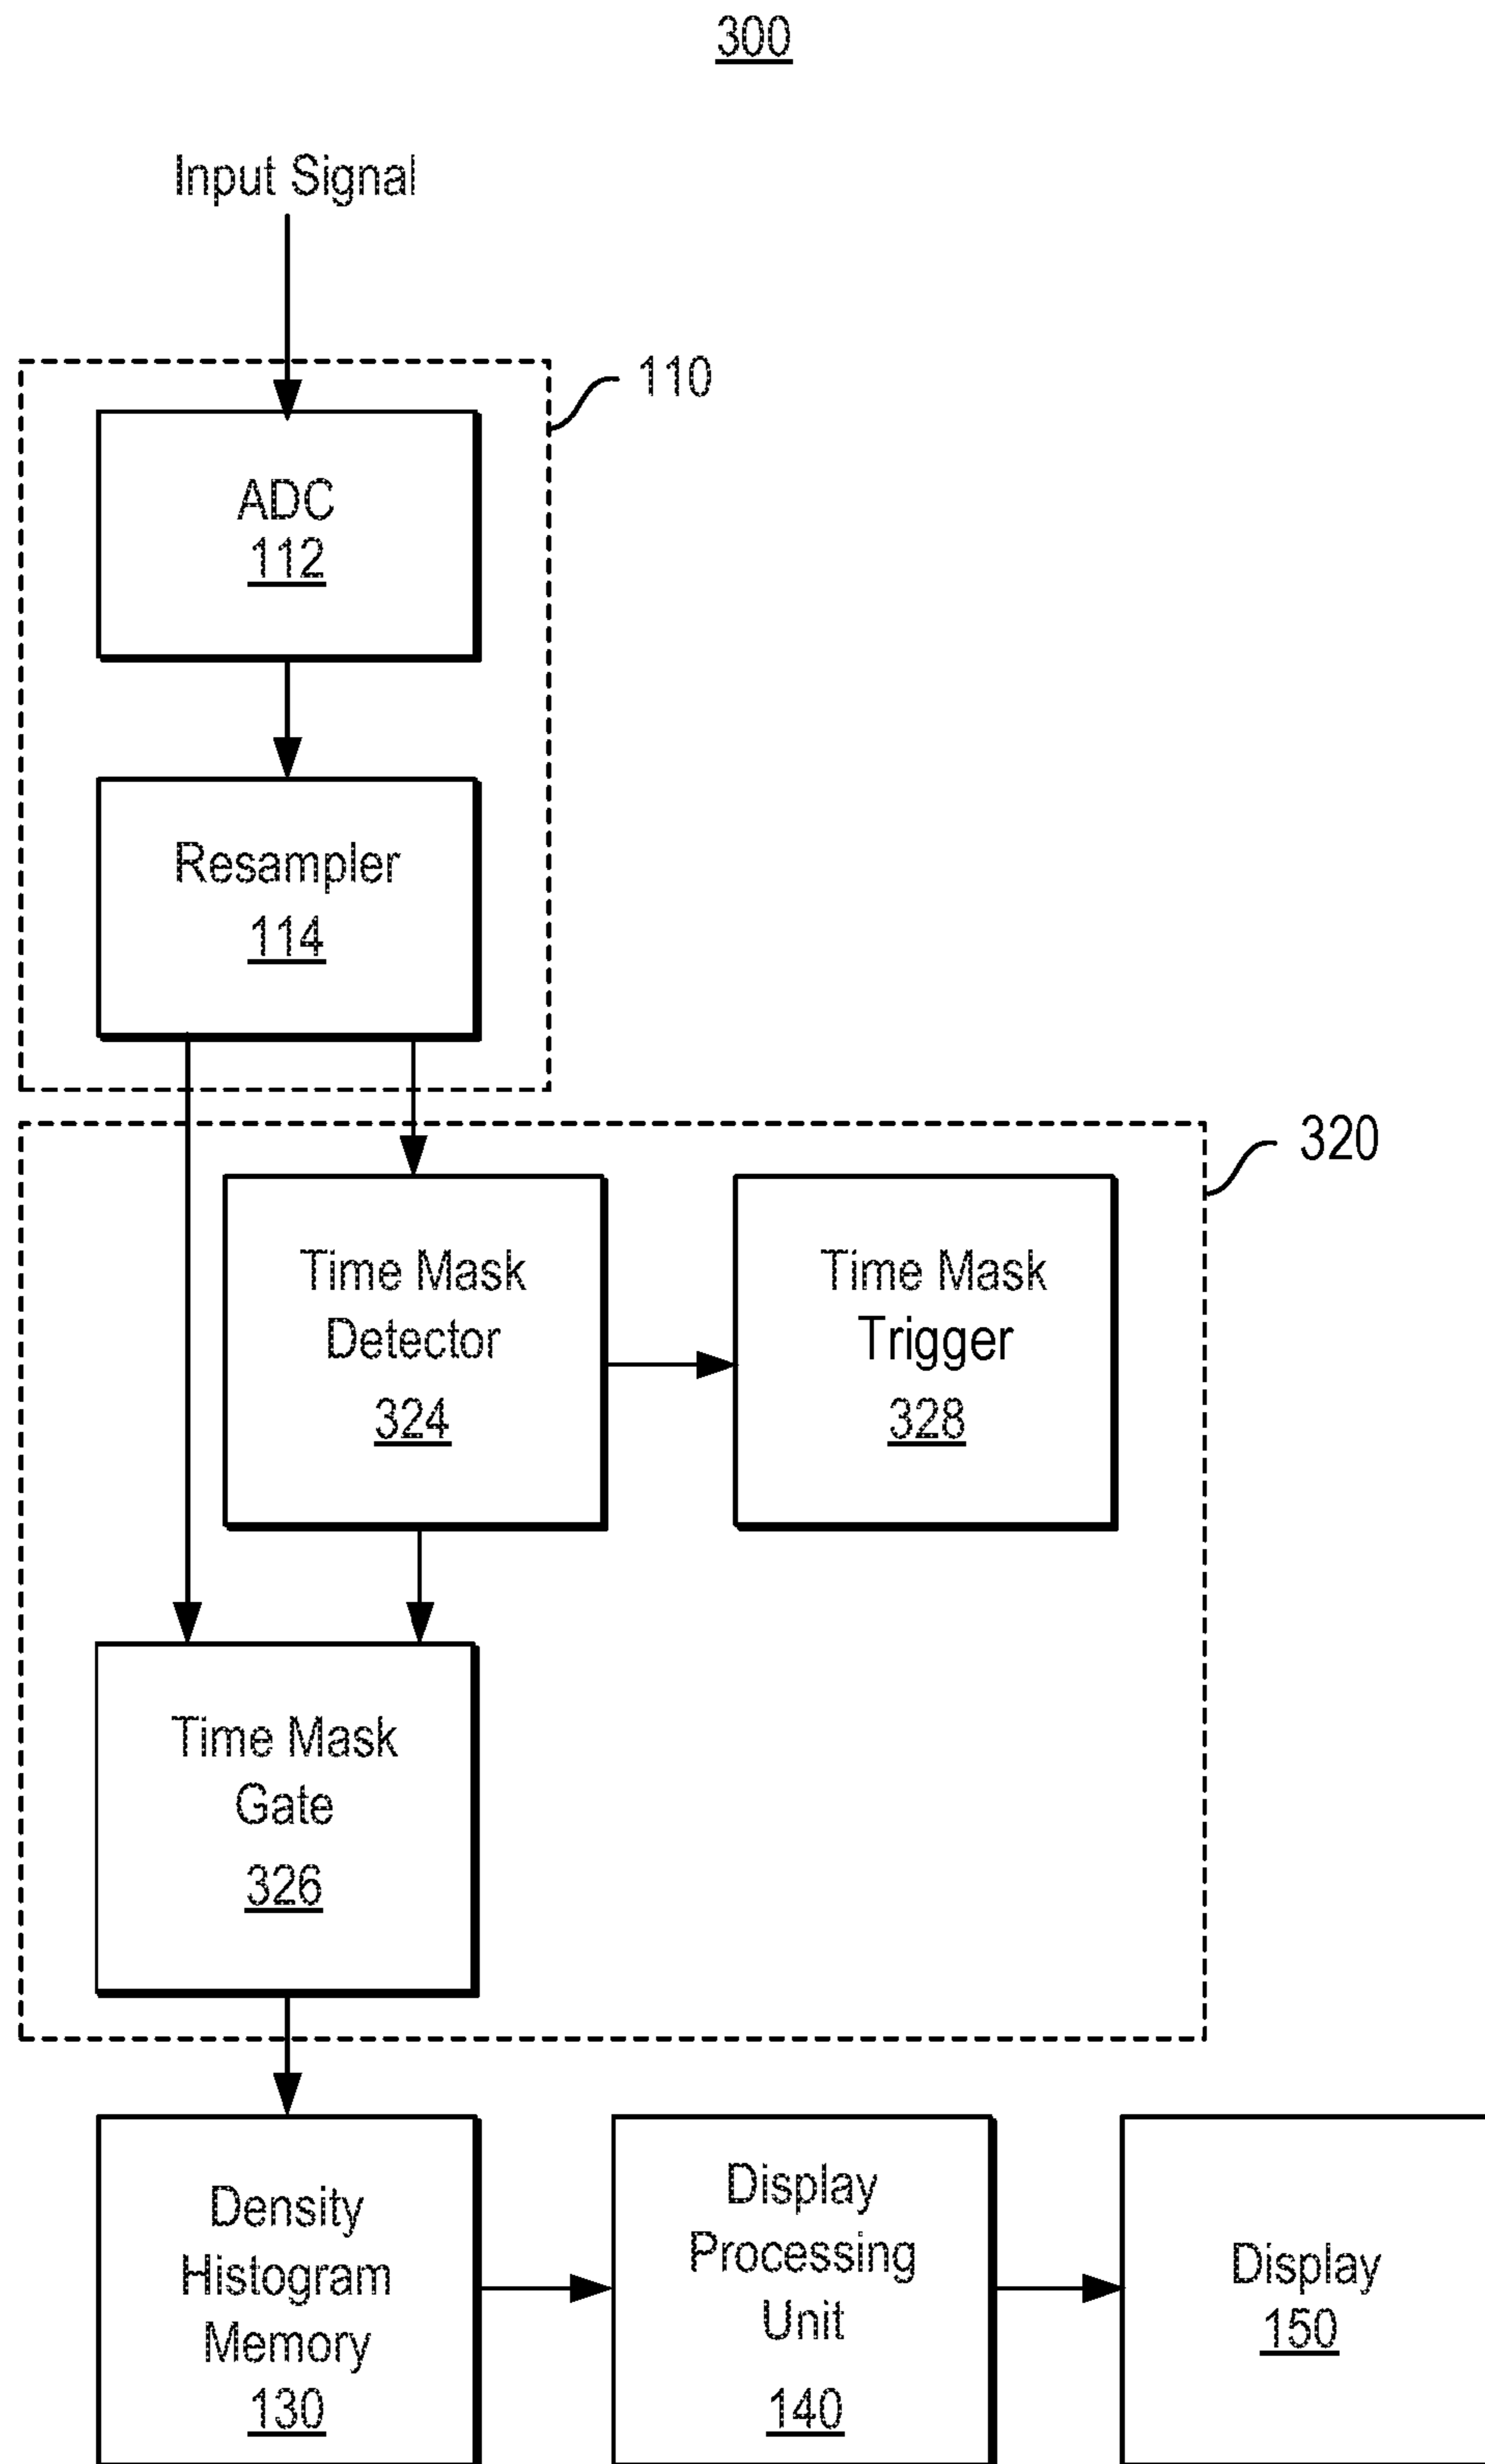 300
Input Signal
110
ADC
112
Resampler
114
320
Time Mask
Detector
324
Time Mask
Trigger
328
Time Mask
Gate
326
Density
Histogram
Memory
130
Display
Processing
Unit
140
Display
150